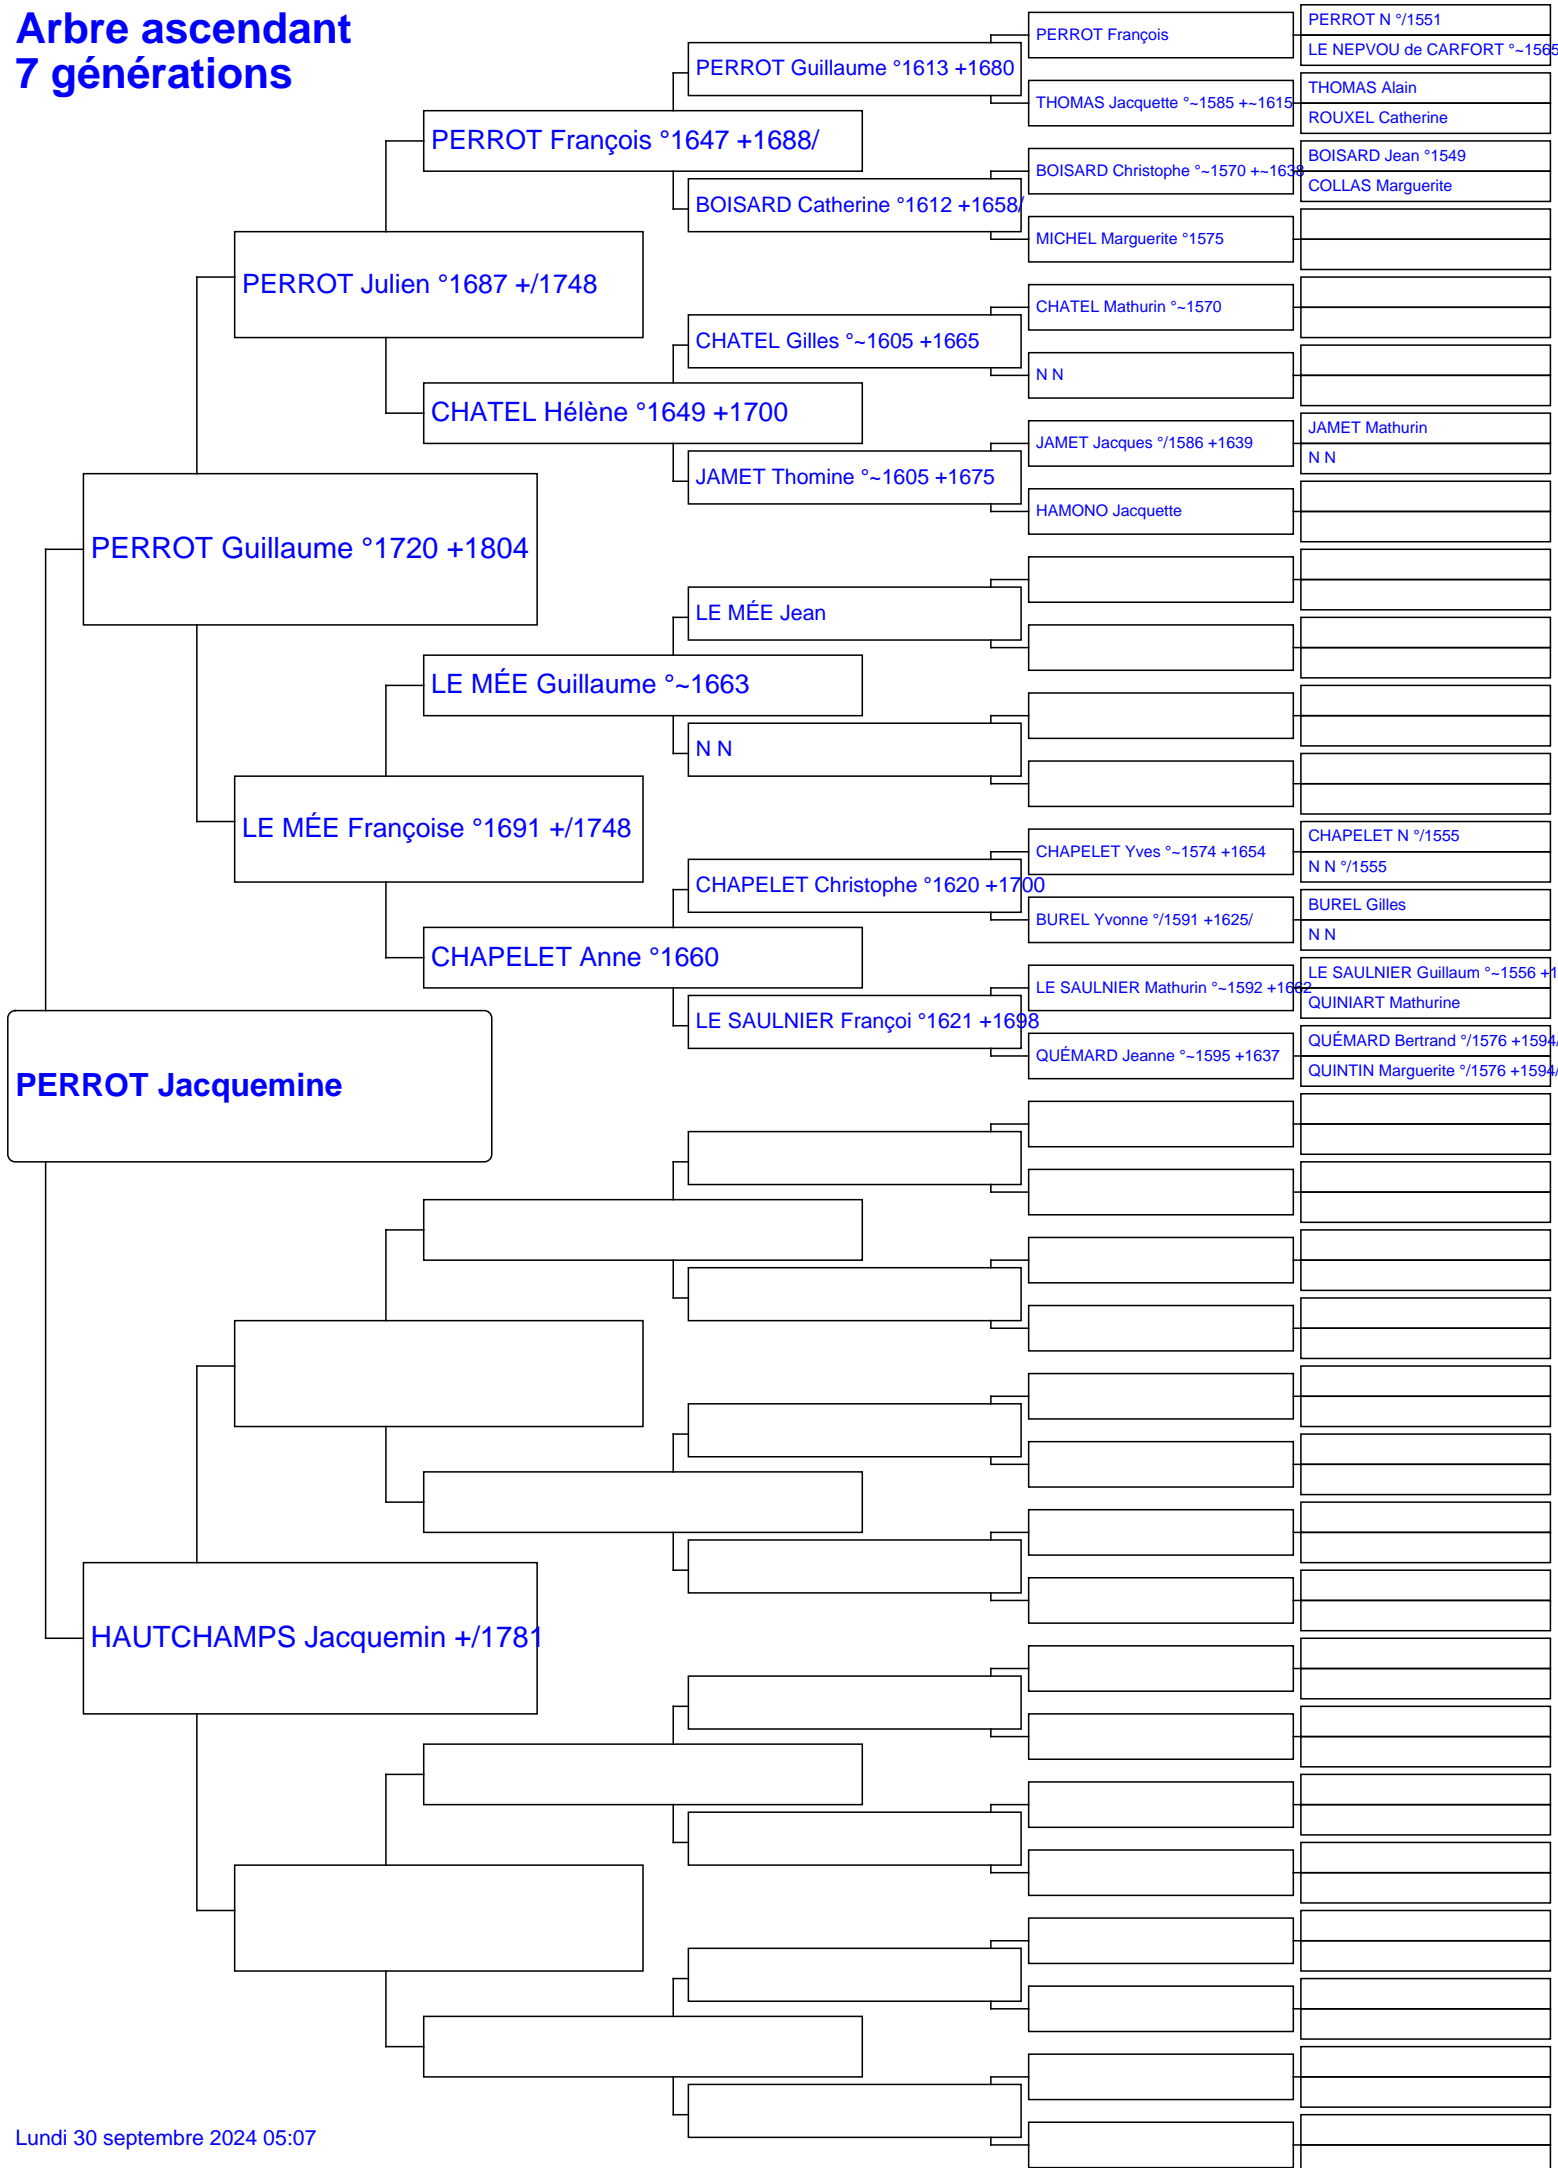 Arbre ascendant
7 générations
PERROT Jacquemine
PERROT Guillaume °1720 +1804
HAUTCHAMPS Jacquemin +/1781
PERROT Julien °1687 +/1748
LE MÉE Françoise °1691 +/1748
PERROT François °1647 +1688/
CHATEL Hélène °1649 +1700
LE MÉE Guillaume °~1663
CHAPELET Anne °1660
PERROT Guillaume °1613 +1680
BOISARD Catherine °1612 +1658/
CHATEL Gilles °~1605 +1665
JAMET Thomine °~1605 +1675
LE MÉE Jean
N N
CHAPELET Christophe °1620 +1700
LE SAULNIER Françoi °1621 +1698
PERROT François
THOMAS Jacquette °~1585 +~1615
BOISARD Christophe °~1570 +~1638
MICHEL Marguerite °1575
CHATEL Mathurin °~1570
N N
JAMET Jacques °/1586 +1639
HAMONO Jacquette
CHAPELET Yves °~1574 +1654
BUREL Yvonne °/1591 +1625/
LE SAULNIER Mathurin °~1592 +1662
QUÉMARD Jeanne °~1595 +1637
PERROT N °/1551
LE NEPVOU de CARFORT °~1565
THOMAS Alain
ROUXEL Catherine
BOISARD Jean °1549
COLLAS Marguerite
JAMET Mathurin
N N
CHAPELET N °/1555
N N °/1555
BUREL Gilles
N N
LE SAULNIER Guillaum °~1556 +1
QUINIART Mathurine
QUÉMARD Bertrand °/1576 +1594/
QUINTIN Marguerite °/1576 +1594/
Lundi 30 septembre 2024 05:07